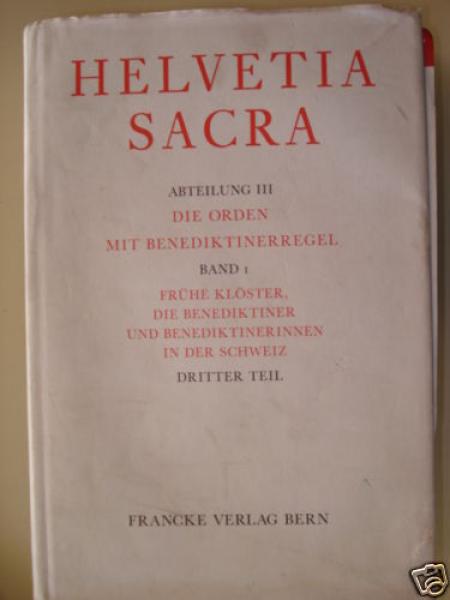 HELVETIA
SACRA
ABTEILUNG III
DIE ORDEN
MIT BENEDIKTINERREGEL
BAND 1
FRÜHE KLÖSTER,
DIE BENEDIKTINER
UND BENEDIKTINERINNEN
IN DER SCHWEIZ
DRITTER TEIL
FRANCKE VERLAG BERN